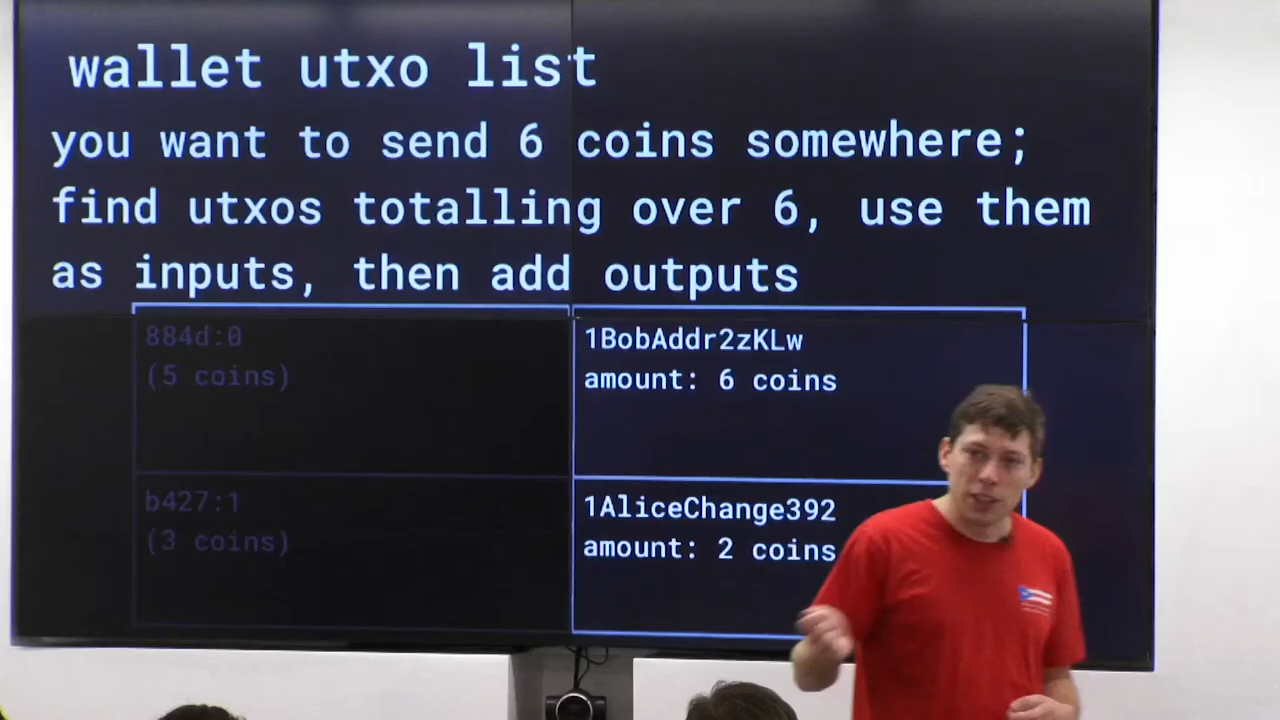 wallet utxo list
you want to send 6 coins somewhere;
find utxos totalling over 6, use them
as inputs, then add outputs
884d:0
(5 coins)
1BobAddr2zKLw
amount: 6 coins
b427:1
(3 coins)
1AliceChange392
amount: 2 coins